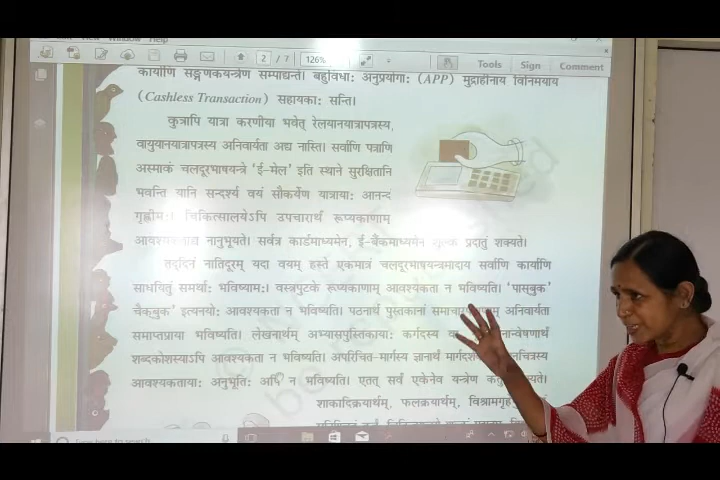 2 / 7
126%
Tools
Sign
Comment
कार्याणि सङ्गणकयन्त्रेण सम्पाद्यन्ते। बहुविधाः अनुप्रयोगाः (APP) मुद्राहीनाय विनिमयाय
(Cashless Transaction) सहायकाः सन्ति।
कुत्रापि यात्रा करणीया भवेत् रेलयानयात्रापत्रस्य,
वायुयानयात्रापत्रस्य अनिवार्यता अद्य नास्ति। सर्वाणि पत्राणि
अस्माकं चलदूरभाषयन्त्रे 'ई-मेल' इति स्थाने सुरक्षितानि
भवन्ति यानि सन्दर्श्य वयं सौकर्येण यात्रायाः आनन्दं
गृह्णीमः। चिकित्सालयेऽपि उपचारार्थं रूप्यकाणाम्
नानुभूयते। सर्वत्र कार्डमाध्यमेन, ई-बैंकमाध्यमेन शुल्कं प्रदातुं शक्यते।
तद्दिनं नातिदूरम् यदा वयम् हस्ते एकमात्रं चलदूरभाषयन्त्रमादाय सर्वाणि कार्याणि
साधयितुं समर्थाः भविष्यामः। वस्त्रपुटके रूप्यकाणाम् आवश्यकता न भविष्यति। 'पासबुक'
चैक्‌बुक' इत्यनयोः आवश्यकता न भविष्यति। पठनार्थं पुस्तकानां अनिवार्यता
समाप्तप्राया भविष्यति। लेखनार्थम् अभ्यासपुस्तिकायाः कर्गदस्य
शब्दकोशस्याऽपि आवश्यकता न भविष्यति। अपरिचित-मार्गस्य ज्ञानार्थं
आवश्यकतायाः अनुभूतिः अपि न भविष्यति। एतत् सर्वं एकेनैव यन्त्रेण
शाकादिक्रयार्थम्, फलक्रयार्थम्,